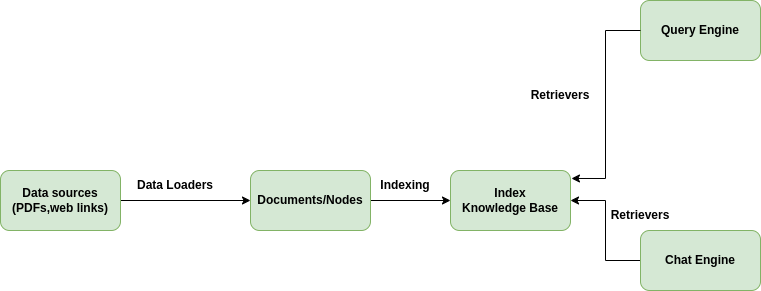 Query Engine
Retrievers
Data sources
(PDFs,web links)
Data Loaders
Documents/Nodes
Indexing
Index
Knowledge Base
Retrievers
Chat Engine